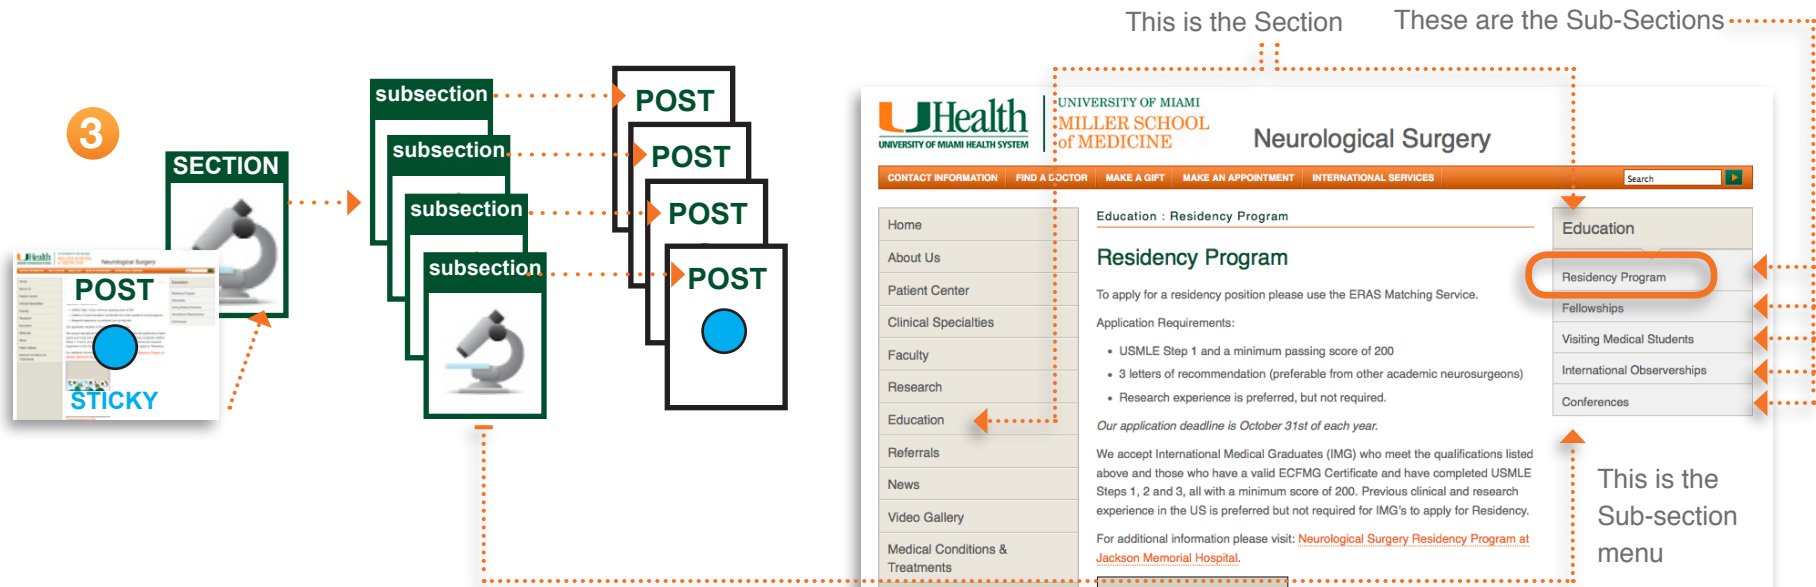 This is the Section
These are the Sub-Sections
3
SECTION
POST
STICKY
subsection
subsection
subsection
subsection
POST
POST
POST
POST
UHealth
UNIVERSITY OF MIAMI HEALTH SYSTEM
UNIVERSITY OF MIAMI
MILLER SCHOOL
of MEDICINE
Neurological Surgery
CONTACT INFORMATION
FIND A DOCTOR
MAKE A GIFT
MAKE AN APPOINTMENT
INTERNATIONAL SERVICES
Search
Home
About Us
Patient Center
Clinical Specialties
Faculty
Research
Education
Referrals
News
Video Gallery
Medical Conditions &
Treatments
Education : Residency Program
Residency Program
To apply for a residency position please use the ERAS Matching Service.
Application Requirements:
• USMLE Step 1 and a minimum passing score of 200
• 3 letters of recommendation (preferable from other academic neurosurgeons)
• Research experience is preferred, but not required.
Our application deadline is October 31st of each year.
We accept International Medical Graduates (IMG) who meet the qualifications listed
above and those who have a valid ECFMG Certificate and have completed USMLE
Steps 1, 2 and 3, all with a minimum score of 200. Previous clinical and research
experience in the US is preferred but not required for IMG's to apply for Residency.
For additional information please visit: Neurological Surgery Residency Program at
Jackson Memorial Hospital.
Education
Residency Program
Fellowships
Visiting Medical Students
International Observerships
Conferences
This is the
Sub-section
menu